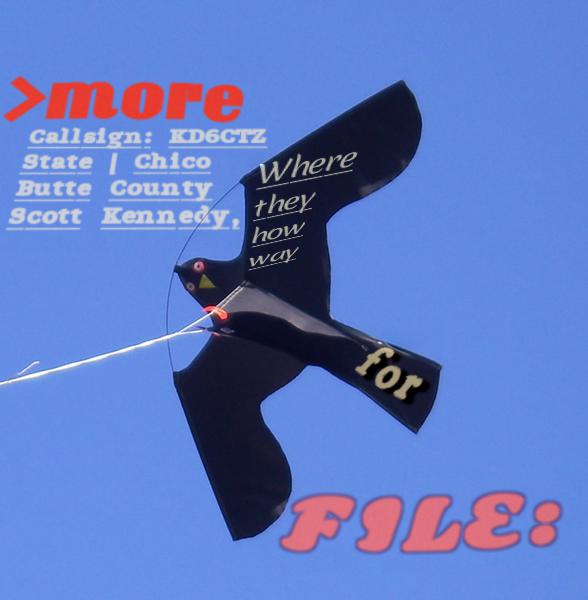 >more
Callsign: KD6CTZ
State | Chico
Butte County
Scott Kennedy,
Where
they
how
way
for
FILE: